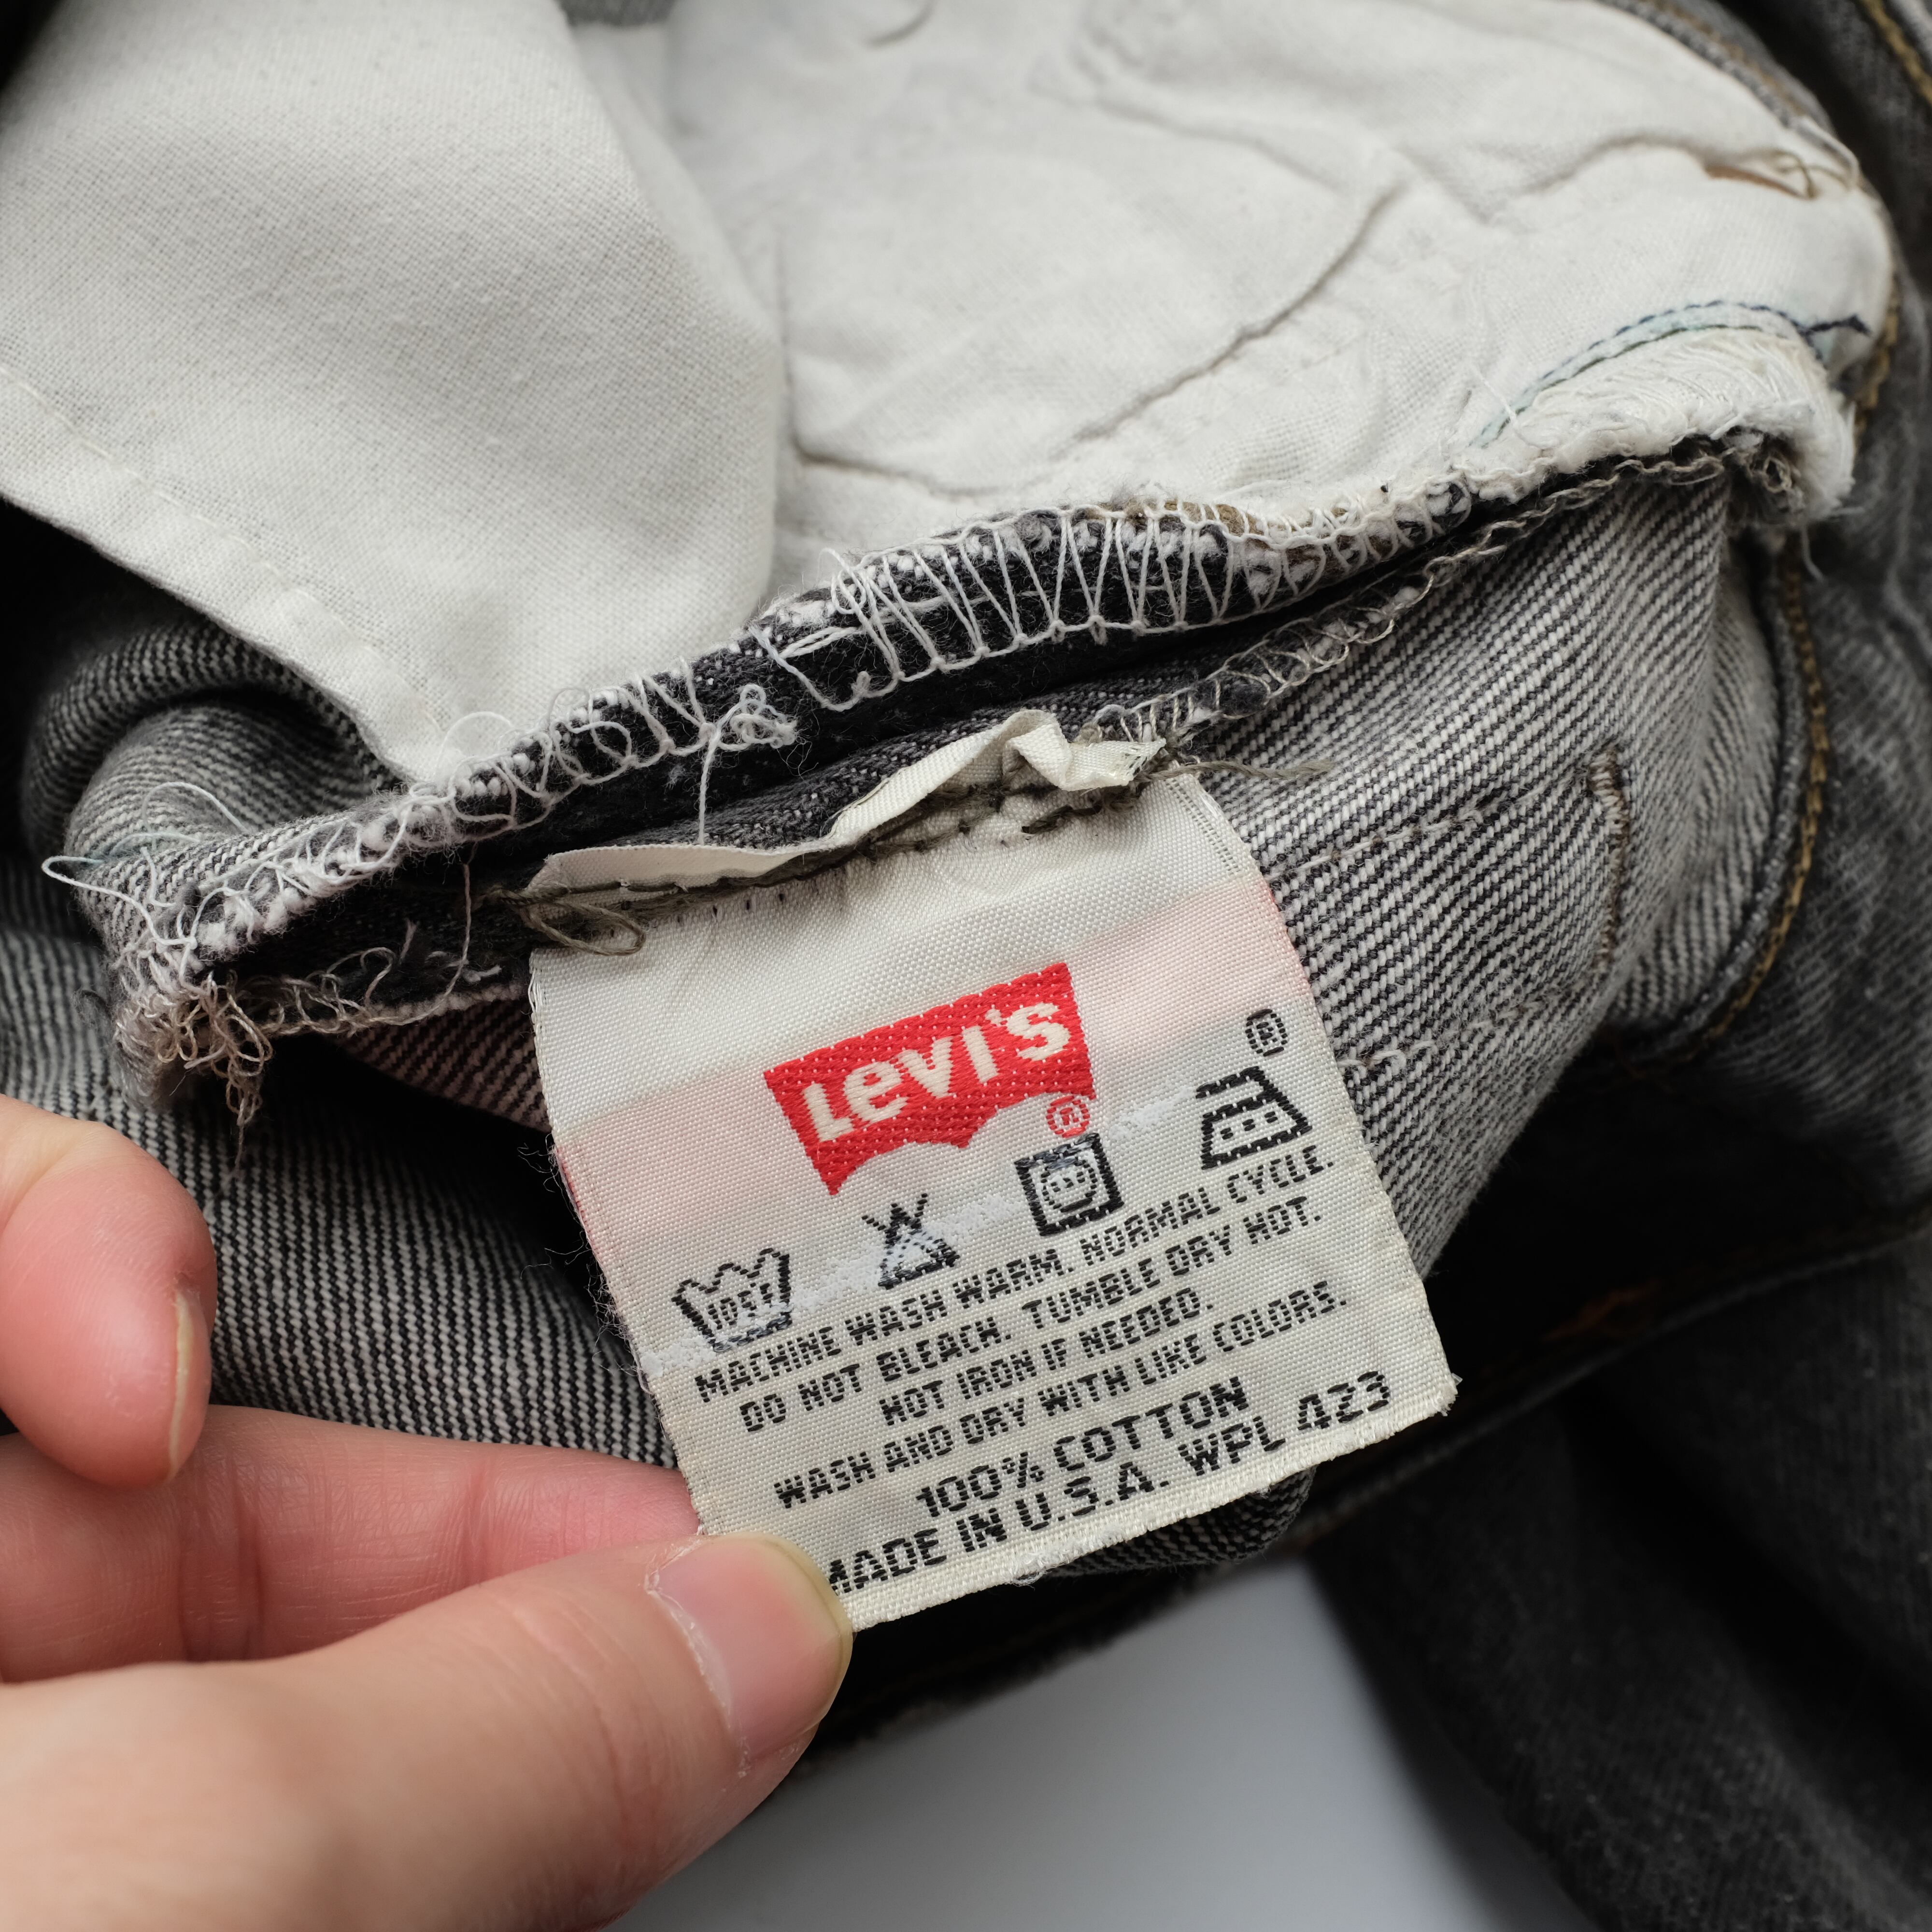 Levi's ®
®
105F
MACHINE WASH WARM. NORMAL CYCLE.
DO NOT BLEACH. TUMBLE DRY HOT.
HOT IRON IF NEEDED.
WASH AND DRY WITH LIKE COLORS.
100% COTTON
MADE IN U.S.A. WPL 423